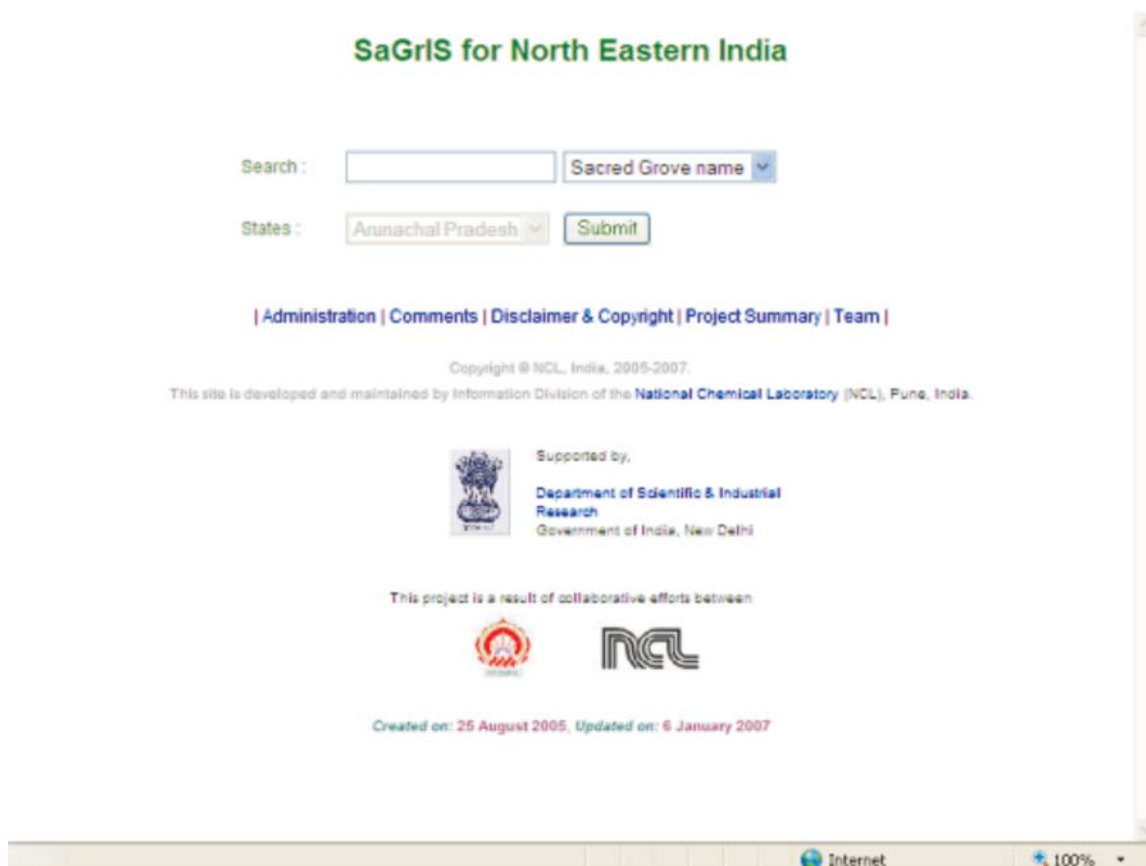 SaGrIS for North Eastern India
Search : Sacred Grove name
States : Arunachal Pradesh Submit
| Administration | Comments | Disclaimer & Copyright | Project Summary | Team |
Copyright © NCL, India, 2005-2007.
This site is developed and maintained by Information Division of the National Chemical Laboratory (NCL), Pune, India.
Supported by,
Department of Scientific & Industrial
Research
Government of India, New Delhi
This project is a result of collaborative efforts between
NCL
Created on: 25 August 2005, Updated on: 6 January 2007
Internet 100%